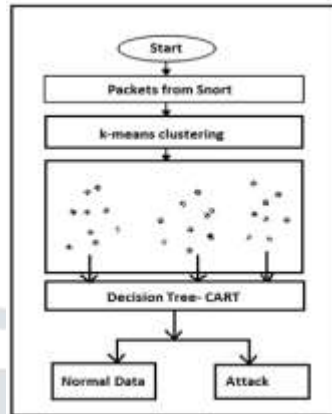 Start
Packets from Snort
k-means clustering
Decision Tree- CART
Normal Data
Attack